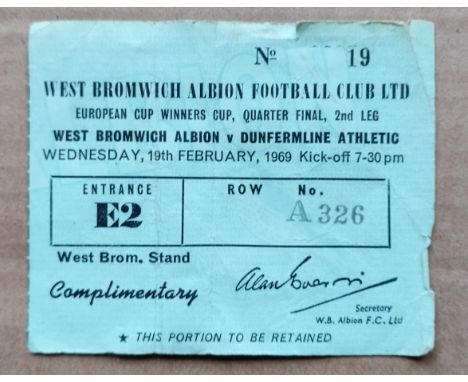 No 19
WEST BROMWICH ALBION FOOTBALL CLUB LTD
EUROPEAN CUP WINNERS CUP, QUARTER FINAL, 2nd LEG
WEST BROMWICH ALBION v DUNFERMLINE ATHLETIC
WEDNESDAY, 19th FEBRUARY, 1969 Kick-off 7-30 pm
ENTRANCE ROW No.
E2 A 326
West Brom. Stand
Complimentary
Alan Everiss
Secretary
W.B. Albion F.C. Ltd
★ THIS PORTION TO BE RETAINED